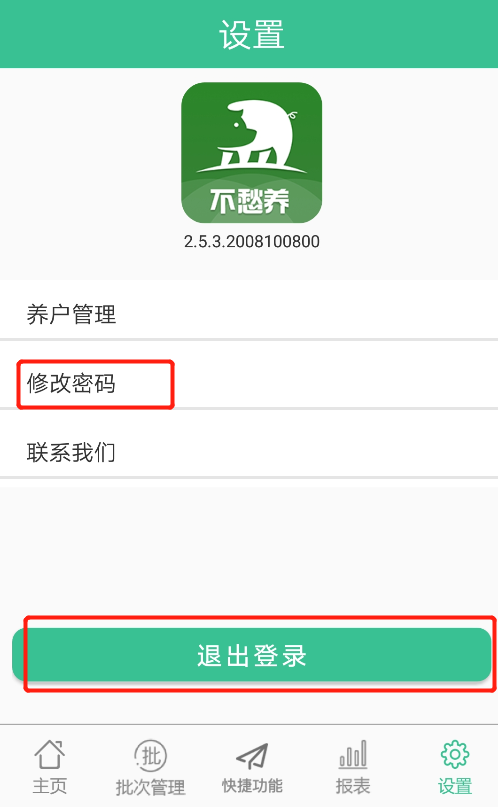 设置
不愁养
2.5.3.2008100800
养户管理
修改密码
联系我们
退出登录
批
主页
批次管理
快捷功能
报表
设置